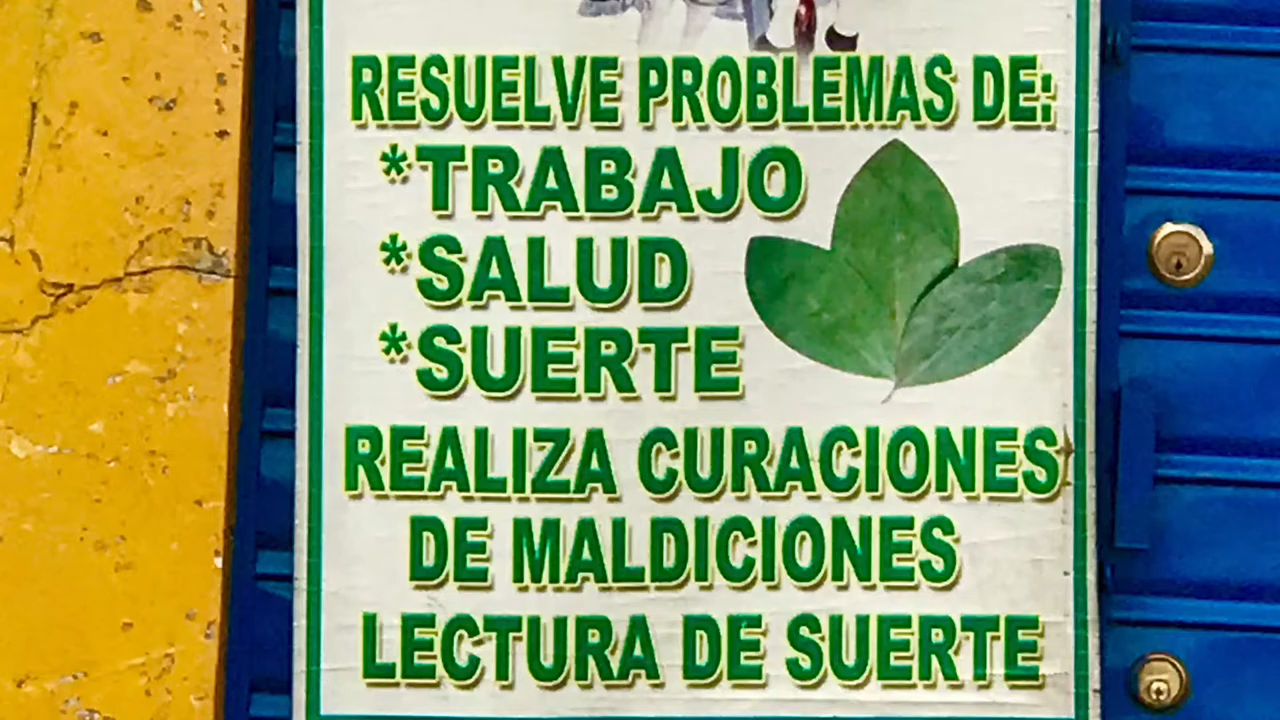 RESUELVE PROBLEMAS DE:
*TRABAJO
*SALUD
*SUERTE
REALIZA CURACIONES
DE MALDICIONES
LECTURA DE SUERTE